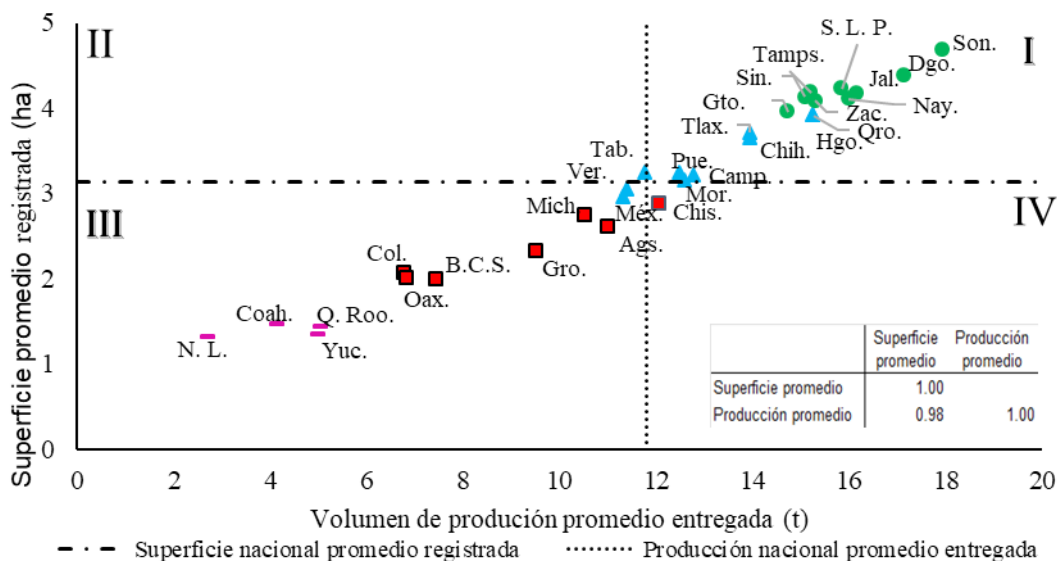 Superficie promedio registrada (ha)
5
4
3
2
1
0
II
I
III
IV
S. L. P.
Son.
Tamps.
Dgo.
Sin.
Jal.
Gto.
Nay.
Zac.
Qro.
Tlax.
Hgo.
Chih.
Tab.
Pue.
Ver.
Camp.
Mor.
Mich
Méx.
Chis.
Ags.
Col.
B.C.S.
Gro.
Oax.
Coah.
Q. Roo.
N. L.
Yuc.
Superficie promedio Producción promedio
Superficie promedio 1.00
Producción promedio 0.98 1.00
0 2 4 6 8 10 12 14 16 18 20
Volumen de produción promedio entregada (t)
Superficie nacional promedio registrada Producción nacional promedio entregada